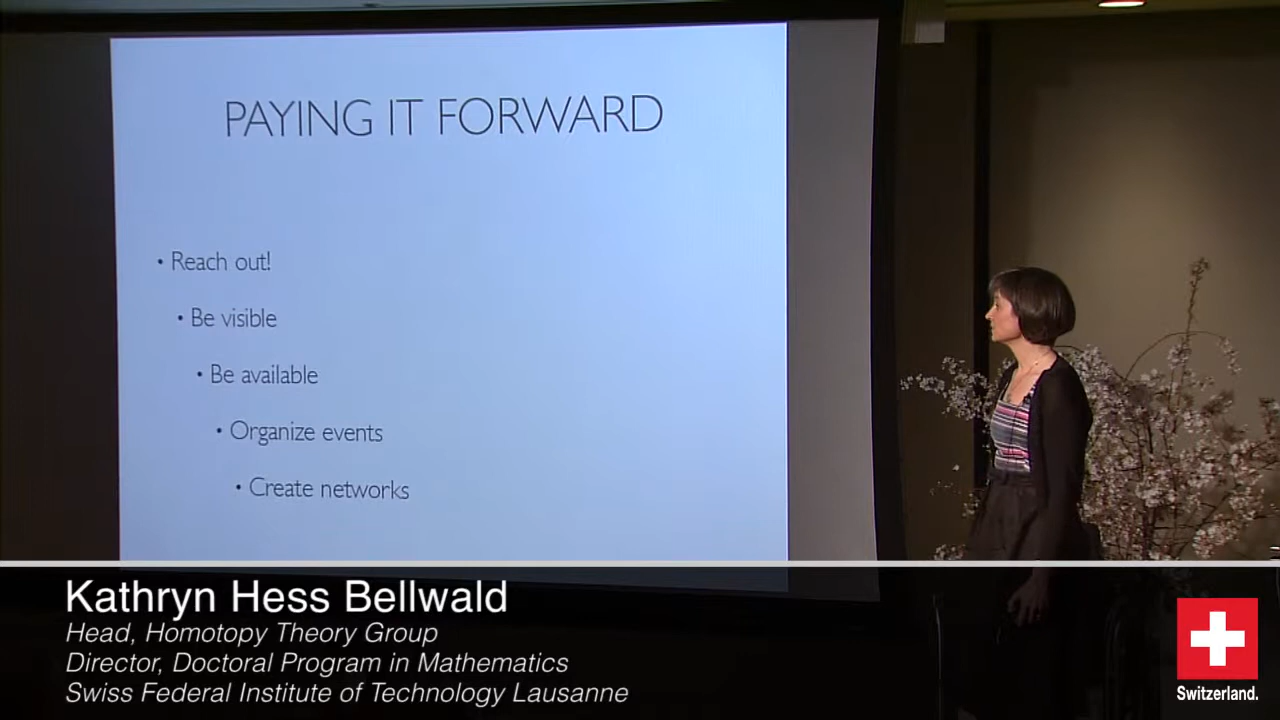 PAYING IT FORWARD
• Reach out!
• Be visible
• Be available
• Organize events
• Create networks
Kathryn Hess Bellwald
Head, Homotopy Theory Group
Director, Doctoral Program in Mathematics
Swiss Federal Institute of Technology Lausanne
Switzerland.